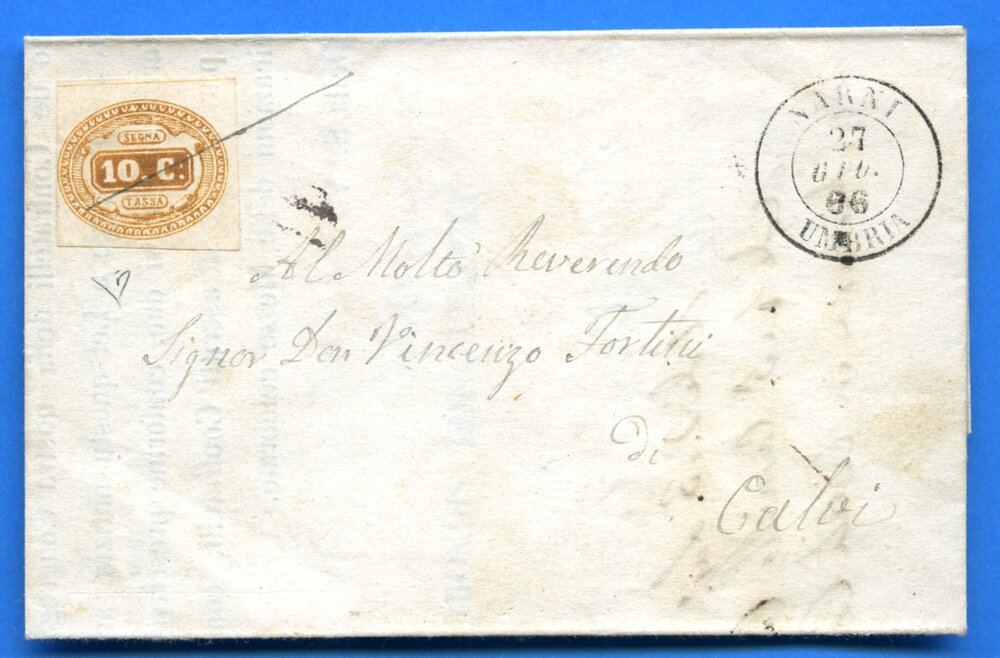 SEGNA
10. C:
TASSA
NARNI
27
GIU.
66
UMBRIA
Al Molto Reverendo
Signor Don Vincenzo Fortini
di
Calvi